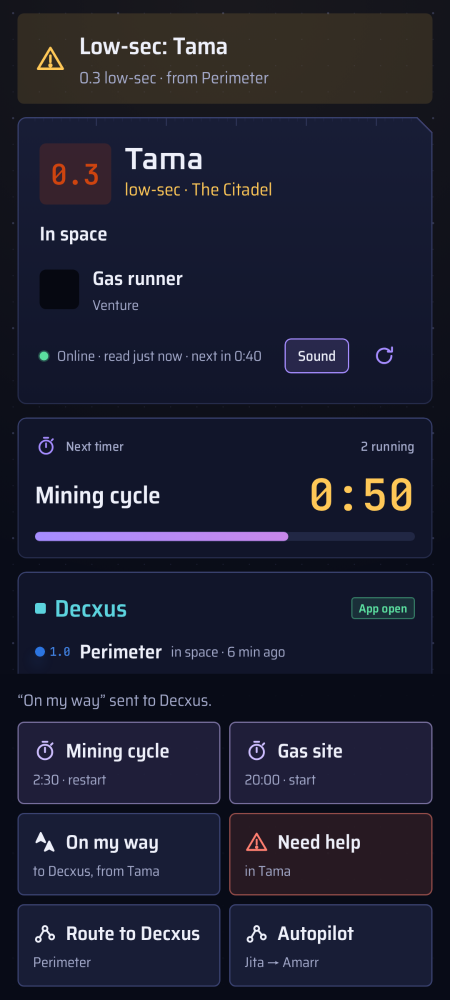 Low-sec: Tama
0.3 low-sec · from Perimeter
0.3
Tama
low-sec · The Citadel
In space
Gas runner
Venture
Online · read just now · next in 0:40
Sound
Next timer
2 running
Mining cycle
0:50
Decxus
App open
1.0 Perimeter in space · 6 min ago
“On my way” sent to Decxus.
Mining cycle
2:30 · restart
Gas site
20:00 · start
On my way
to Decxus, from Tama
Need help
in Tama
Route to Decxus
Perimeter
Autopilot
Jita → Amarr